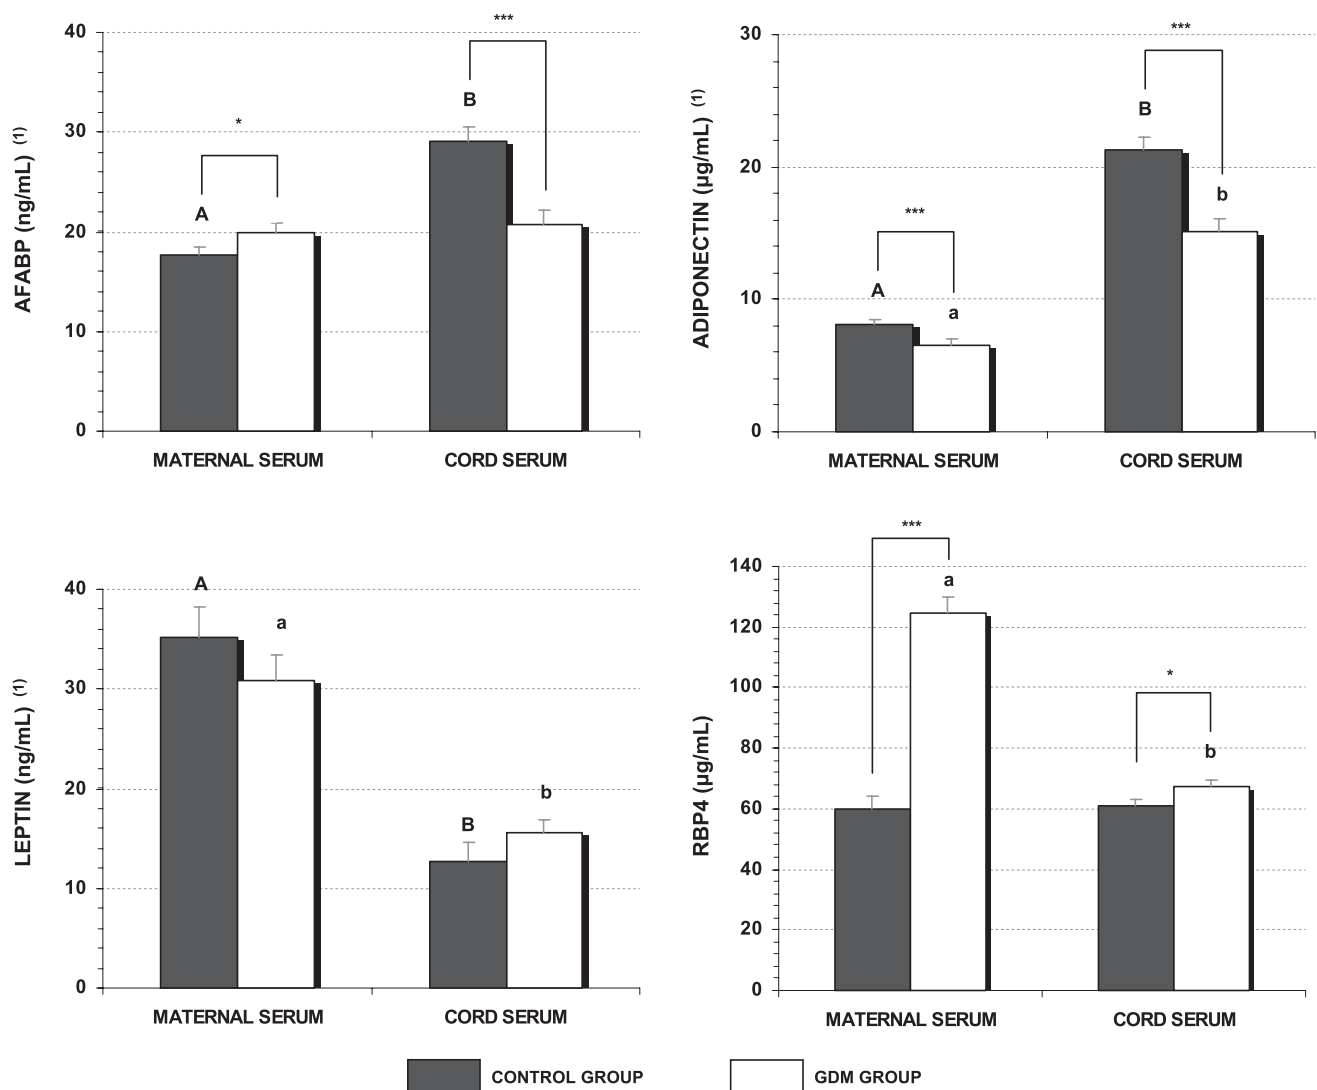 ***
40
B
30
*
A
20
10
0
AFABP (ng/mL) (1)
MATERNAL SERUM
CORD SERUM
30
***
B
20
***
b
A
a
10
0
ADIPONECTIN (µg/mL) (1)
MATERNAL SERUM
CORD SERUM
40
A
a
30
20
b
B
10
0
LEPTIN (ng/mL) (1)
MATERNAL SERUM
CORD SERUM
***
140
a
120
100
*
80
b
60
40
20
0
RBP4 (µg/mL)
MATERNAL SERUM
CORD SERUM
CONTROL GROUP
GDM GROUP